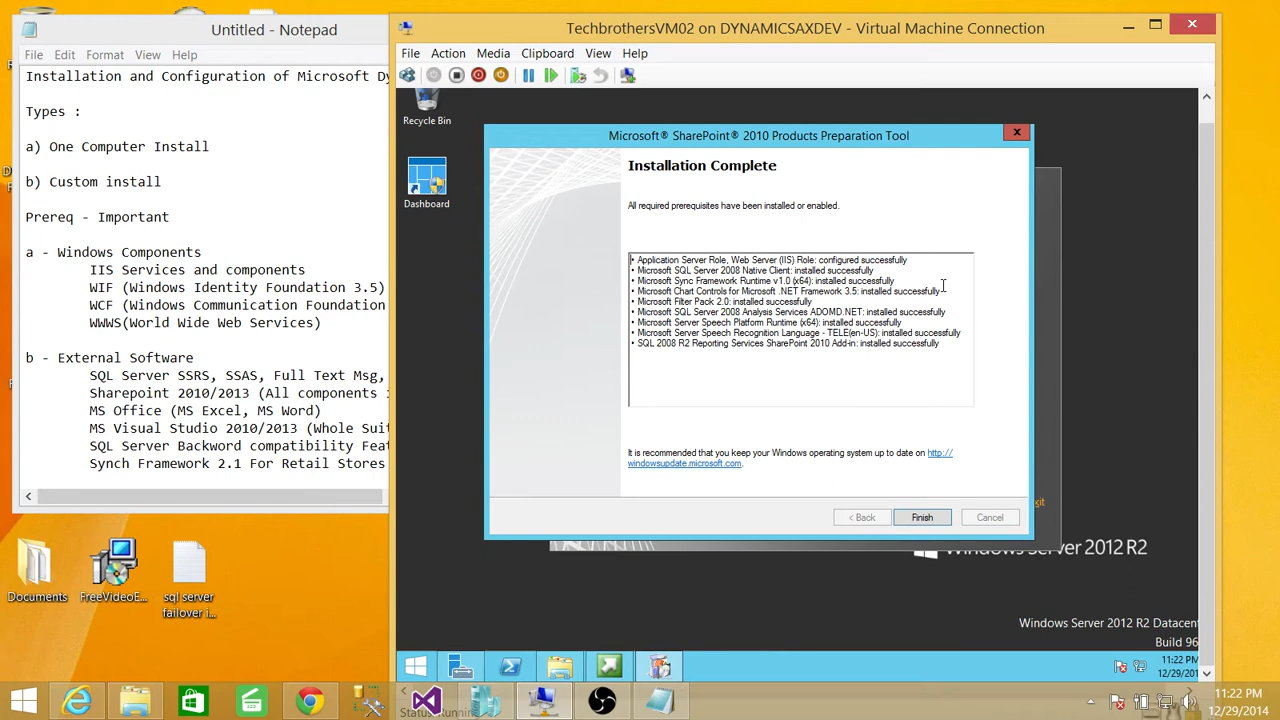 Untitled - Notepad
File Edit Format View Help
Installation and Configuration of Microsoft Dy
Types :
a) One Computer Install
b) Custom install
Prereq - Important
a - Windows Components
IIS Services and components
WIF (Windows Identity Foundation 3.5)
WCF (Windows Communication Foundation
WWWS(World Wide Web Services)
b - External Software
SQL Server SSRS, SSAS, Full Text Msg,
Sharepoint 2010/2013 (All components i
MS Office (MS Excel, MS Word)
MS Visual Studio 2010/2013 (Whole Suit
SQL Server Backword compatibility Feat
Synch Framework 2.1 For Retail Stores
Documents
FreeVideoE...
sql server
failover i...
TechbrothersVM02 on DYNAMICSAXDEV - Virtual Machine Connection
File Action Media Clipboard View Help
Recycle Bin
Dashboard
Microsoft® SharePoint® 2010 Products Preparation Tool
Installation Complete
All required prerequisites have been installed or enabled.
• Application Server Role, Web Server (IIS) Role: configured successfully
• Microsoft SQL Server 2008 Native Client: installed successfully
• Microsoft Sync Framework Runtime v1.0 (x64): installed successfully
• Microsoft Chart Controls for Microsoft .NET Framework 3.5: installed successfully
• Microsoft Filter Pack 2.0: installed successfully
• Microsoft SQL Server 2008 Analysis Services ADOMD.NET: installed successfully
• Microsoft Server Speech Platform Runtime (x64): installed successfully
• Microsoft Server Speech Recognition Language - TELE(en-US): installed successfully
• SQL 2008 R2 Reporting Services SharePoint 2010 Add-in: installed successfully
It is recommended that you keep your Windows operating system up to date on http://
windowsupdate.microsoft.com.
< Back Finish Cancel
xit
Windows Server 2012 R2
Windows Server 2012 R2 Datacent
Build 96
11:22 PM
12/29/2014
Status: Running
11:22 PM
12/29/2014